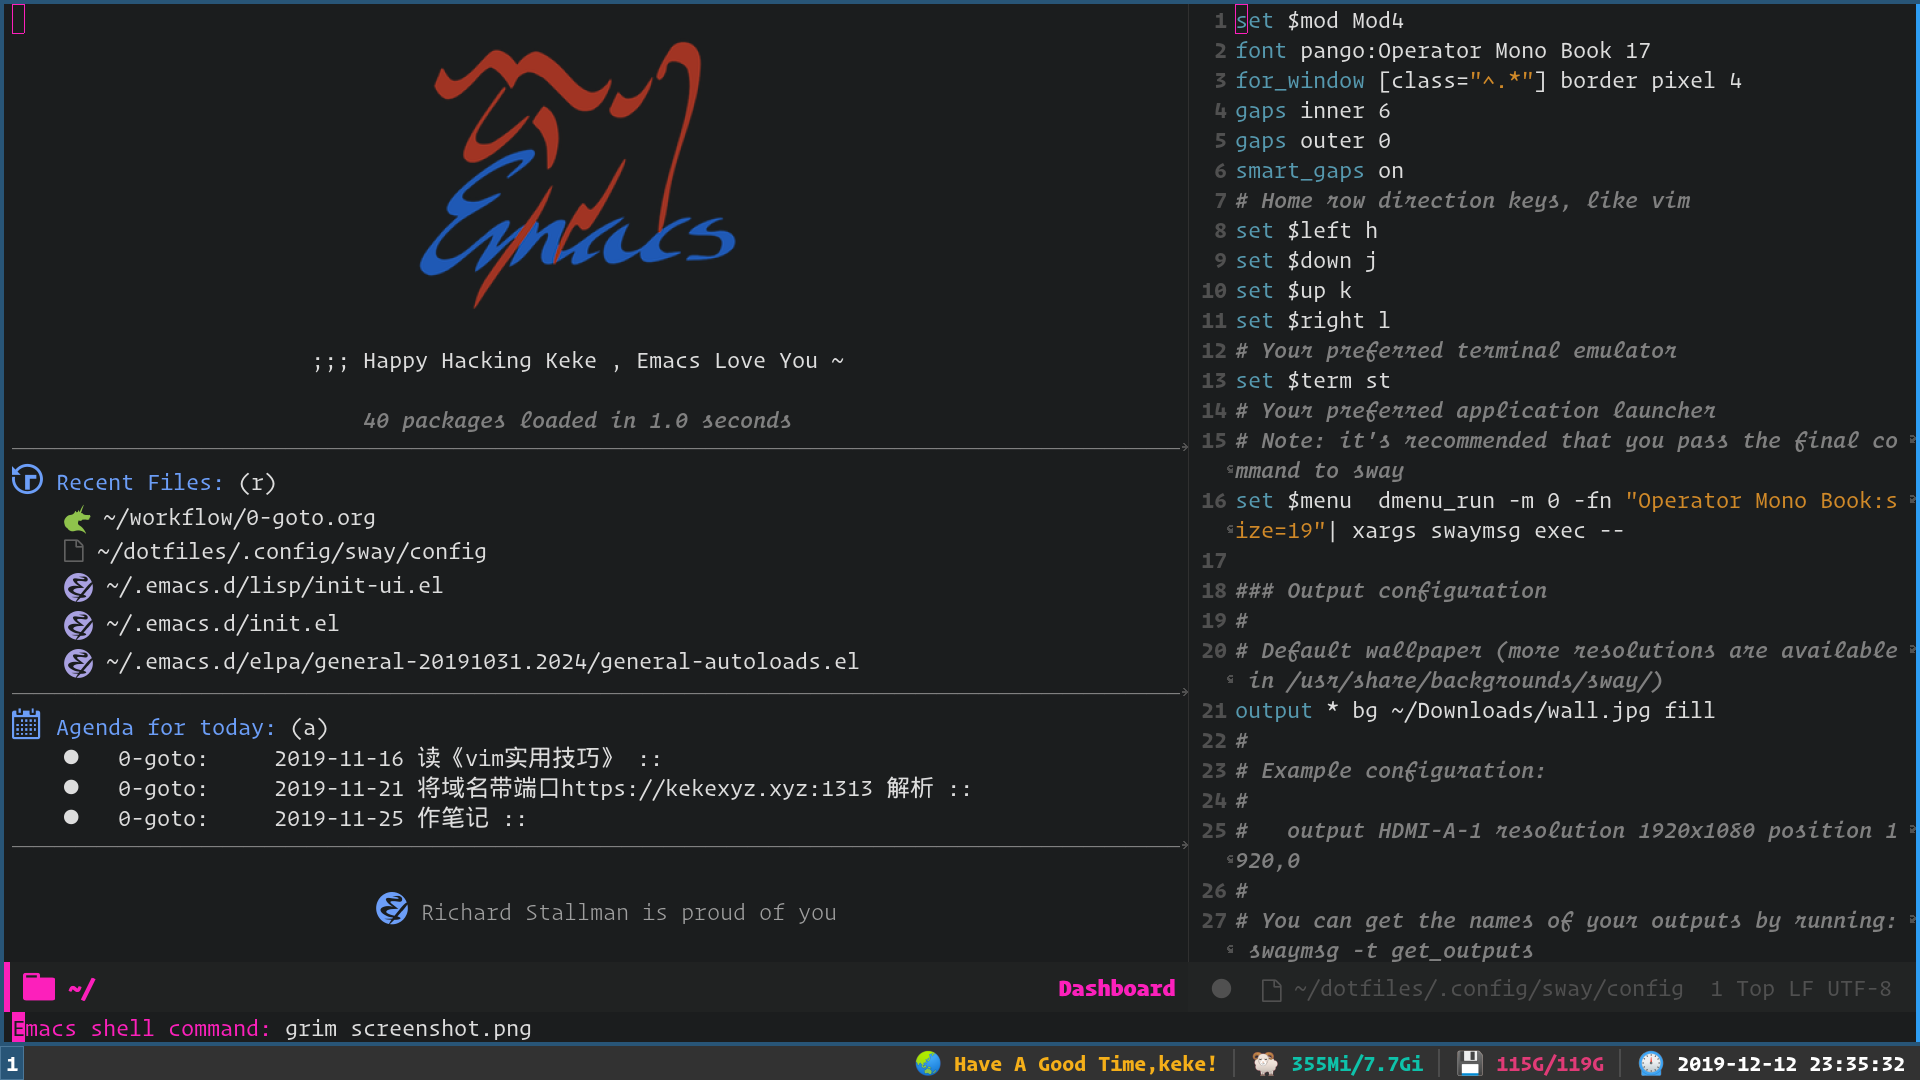 Emacs
;;; Happy Hacking Keke , Emacs Love You ~
40 packages loaded in 1.0 seconds
Recent Files: (r)
~/workflow/0-goto.org
~/dotfiles/.config/sway/config
~/.emacs.d/lisp/init-ui.el
~/.emacs.d/init.el
~/.emacs.d/elpa/general-20191031.2024/general-autoloads.el
Agenda for today: (a)
0-goto: 2019-11-16 读《vim实用技巧》 ::
0-goto: 2019-11-21 将域名带端口https://kekexyz.xyz:1313 解析 ::
0-goto: 2019-11-25 作笔记 ::
Richard Stallman is proud of you
~/ Dashboard
1 set $mod Mod4
2 font pango:Operator Mono Book 17
3 for_window [class="^.*"] border pixel 4
4 gaps inner 6
5 gaps outer 0
6 smart_gaps on
7 # Home row direction keys, like vim
8 set $left h
9 set $down j
10 set $up k
11 set $right l
12 # Your preferred terminal emulator
13 set $term st
14 # Your preferred application launcher
15 # Note: it's recommended that you pass the final co
mmand to sway
16 set $menu  dmenu_run -m 0 -fn "Operator Mono Book:s
ize=19"| xargs swaymsg exec --
17
18 ### Output configuration
19 #
20 # Default wallpaper (more resolutions are available
in /usr/share/backgrounds/sway/)
21 output * bg ~/Downloads/wall.jpg fill
22 #
23 # Example configuration:
24 #
25 #   output HDMI-A-1 resolution 1920x1080 position 1
920,0
26 #
27 # You can get the names of your outputs by running:
swaymsg -t get_outputs
~/dotfiles/.config/sway/config 1 Top LF UTF-8
Emacs shell command: grim screenshot.png
1 Have A Good Time,keke! 355Mi/7.7Gi 115G/119G 2019-12-12 23:35:32